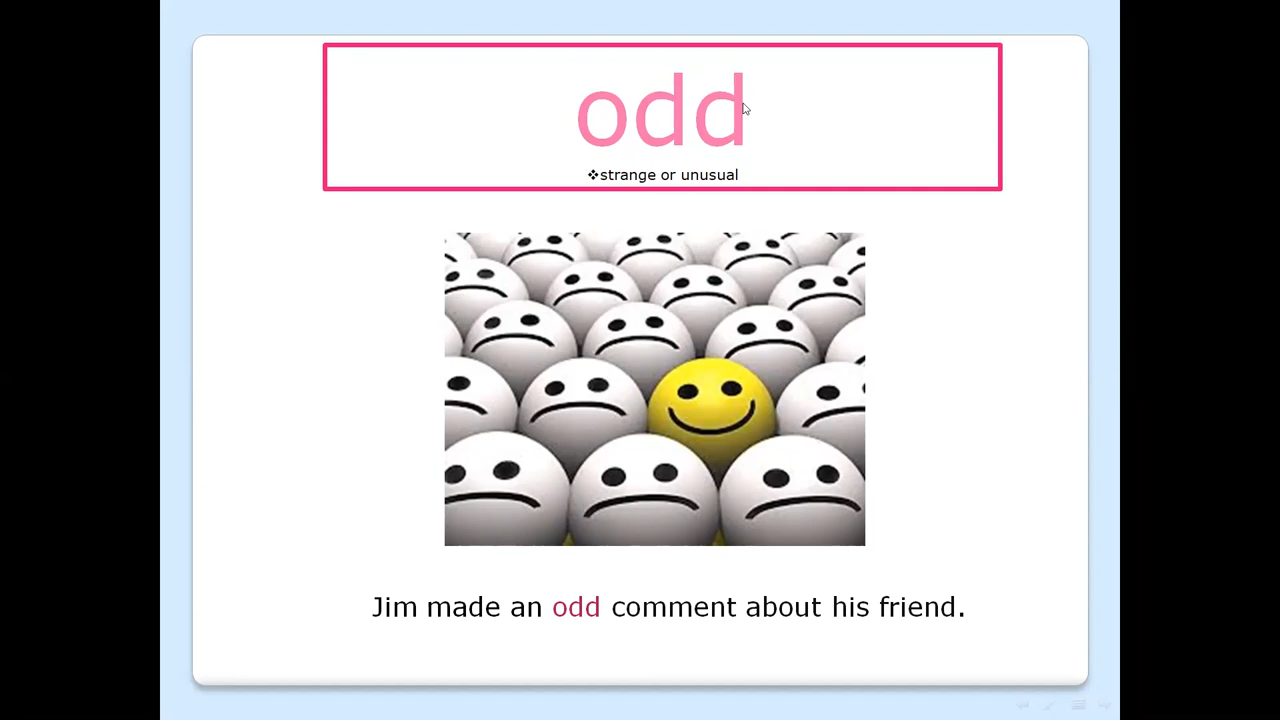 odd
❖strange or unusual
Jim made an odd comment about his friend.